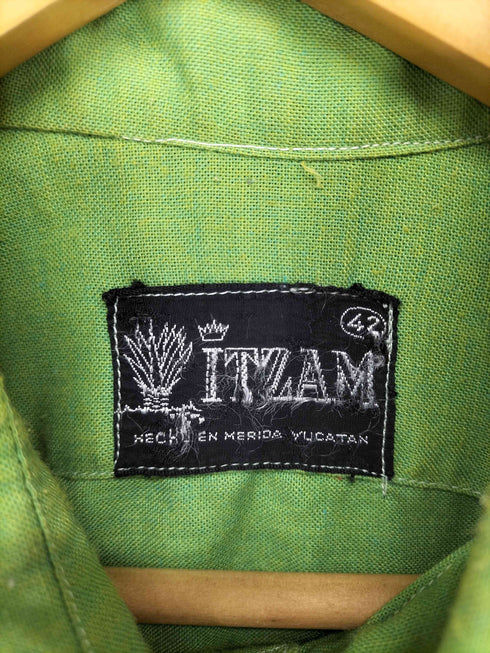 42
ITZAM
HECHO EN MERIDA YUCATAN